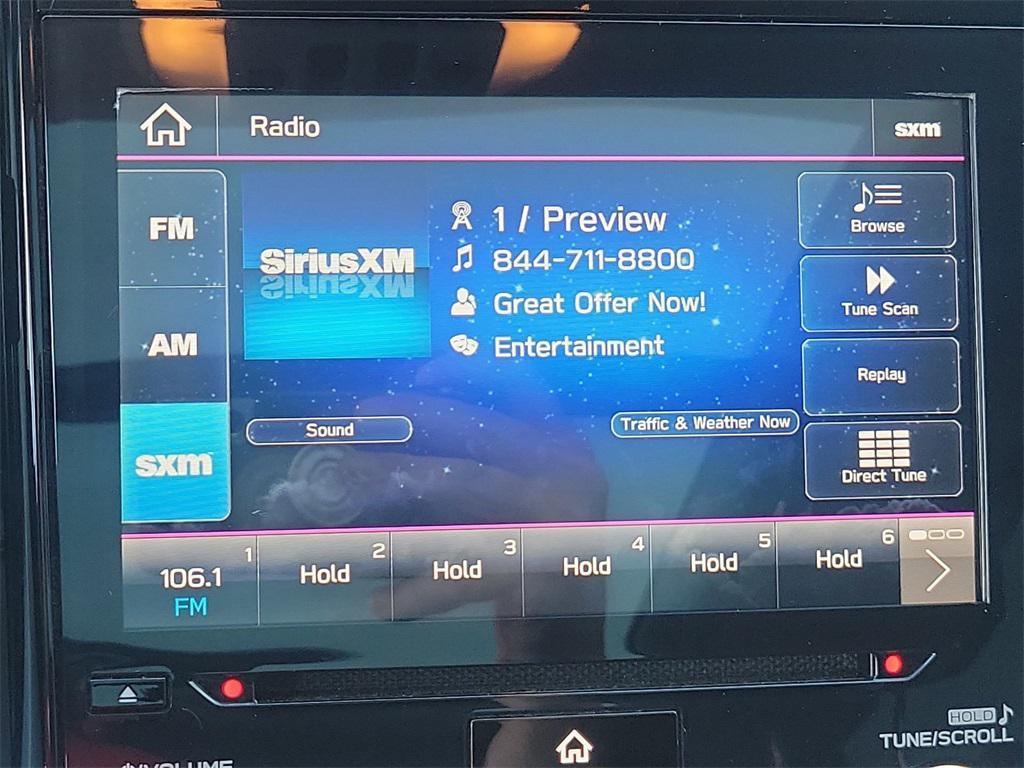 Radio
sxm
FM
AM
sxm
SiriusXM
1 / Preview
844-711-8800
Great Offer Now!
Entertainment
Sound
Traffic & Weather Now
Browse
Tune Scan
Replay
Direct Tune
1
106.1
FM
2
Hold
3
Hold
4
Hold
5
Hold
6
Hold
HOLD
TUNE/SCROLL
VOLUME